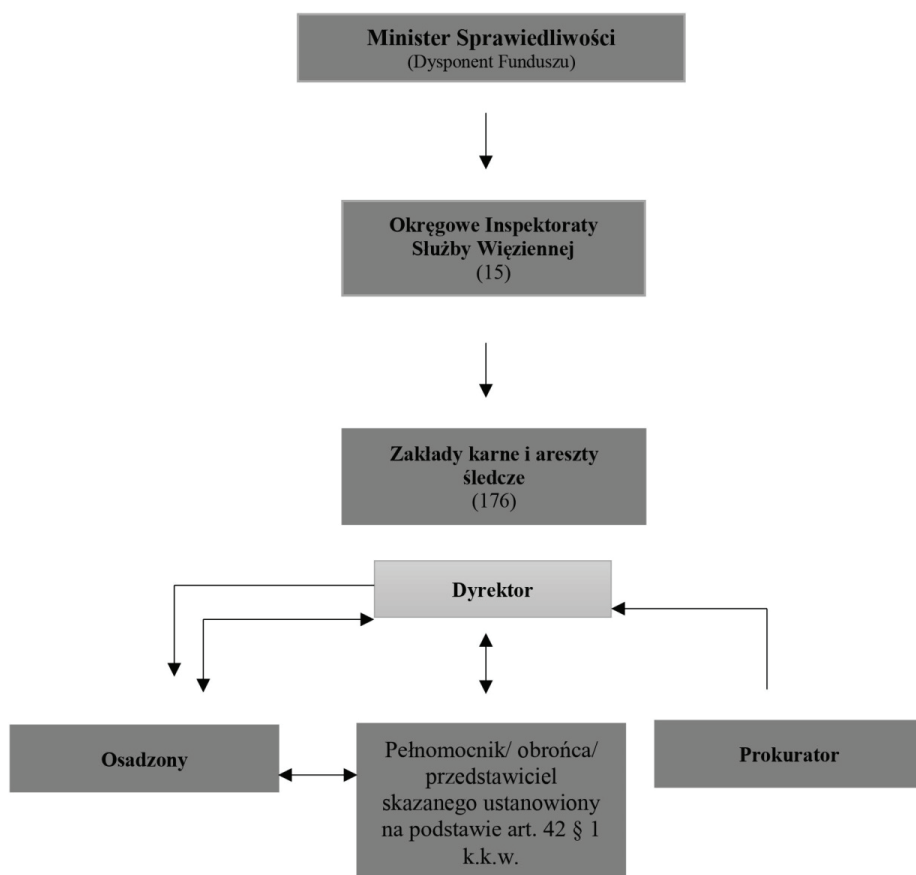 Minister Sprawiedliwości
(Dysponent Funduszu)
Okręgowe Inspektoraty
Służby Więziennej
(15)
Zakłady karne i areszty
śledcze
(176)
Dyrektor
Osadzony
Pełnomocnik/ obrońca/
przedstawiciel
skazanego ustanowiony
na podstawie art. 42 § 1
k.k.w.
Prokurator